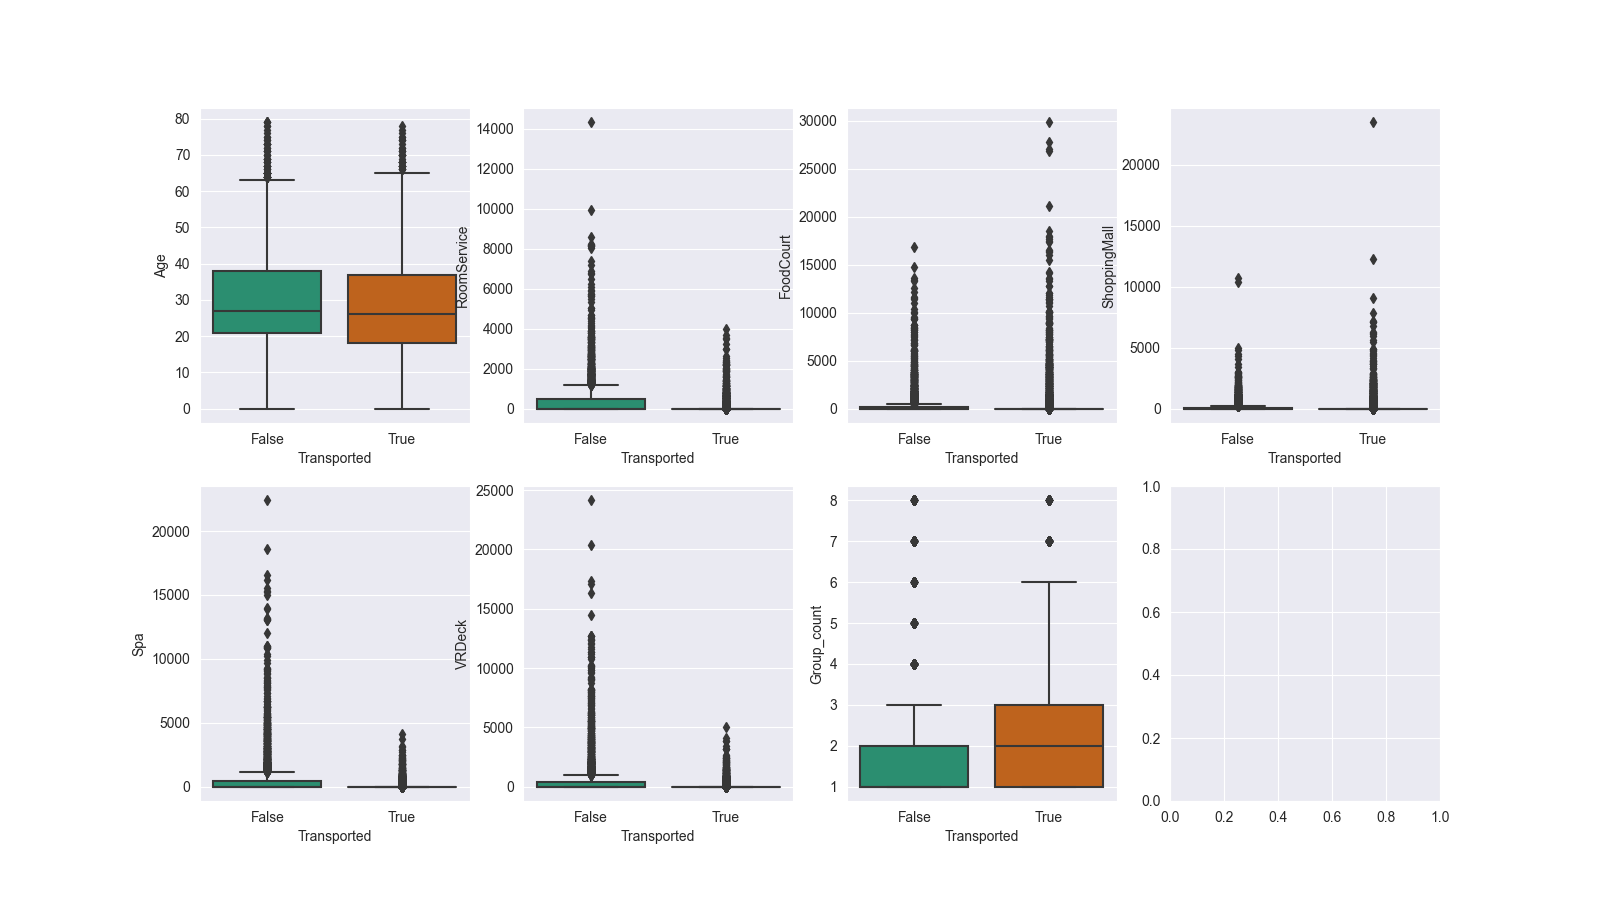 Age
80
70
60
50
40
30
20
10
0
False True
Transported
RoomService
14000
12000
10000
8000
6000
4000
2000
0
False True
Transported
FoodCourt
30000
25000
20000
15000
10000
5000
0
False True
Transported
ShoppingMall
20000
15000
10000
5000
0
False True
Transported
Spa
20000
15000
10000
5000
0
False True
Transported
VRDeck
25000
20000
15000
10000
5000
0
False True
Transported
Group_count
8
7
6
5
4
3
2
1
False True
Transported
1.0
0.8
0.6
0.4
0.2
0.0
0.0 0.2 0.4 0.6 0.8 1.0